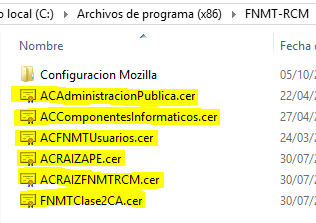 o local (C:) ▸ Archivos de programa (x86) ▸ FNMT-RCM
Nombre Fecha d
Configuracion Mozilla 05/10/2
ACAdministracionPublica.cer 22/04/
ACComponentesInformaticos.cer 27/04/
ACFNMTUsuarios.cer 24/03/
ACRAIZAPE.cer 30/07/
ACRAIZFNMTRCM.cer 30/07/
FNMTClase2CA.cer 30/07/